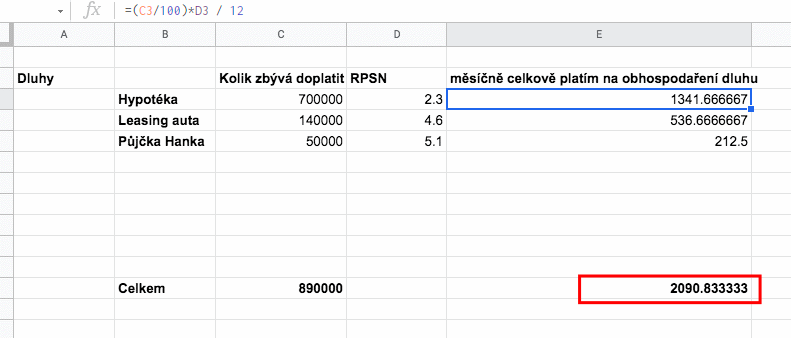 fx =(C3/100)*D3 / 12
A B C D E
Dluhy Kolik zbývá doplatit RPSN měsíčně celkově platím na obhospodaření dluhu
Hypotéka 700000 2.3 1341.666667
Leasing auta 140000 4.6 536.6666667
Půjčka Hanka 50000 5.1 212.5
Celkem 890000 2090.833333